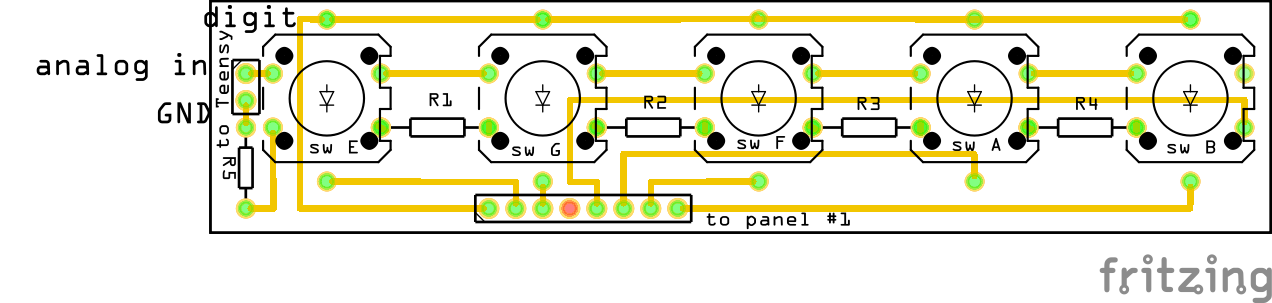 digit
analog in
GND
to Teensy
R1
R2
R3
R4
R5
sw E
sw G
sw F
sw A
sw B
to panel #1
fritzing